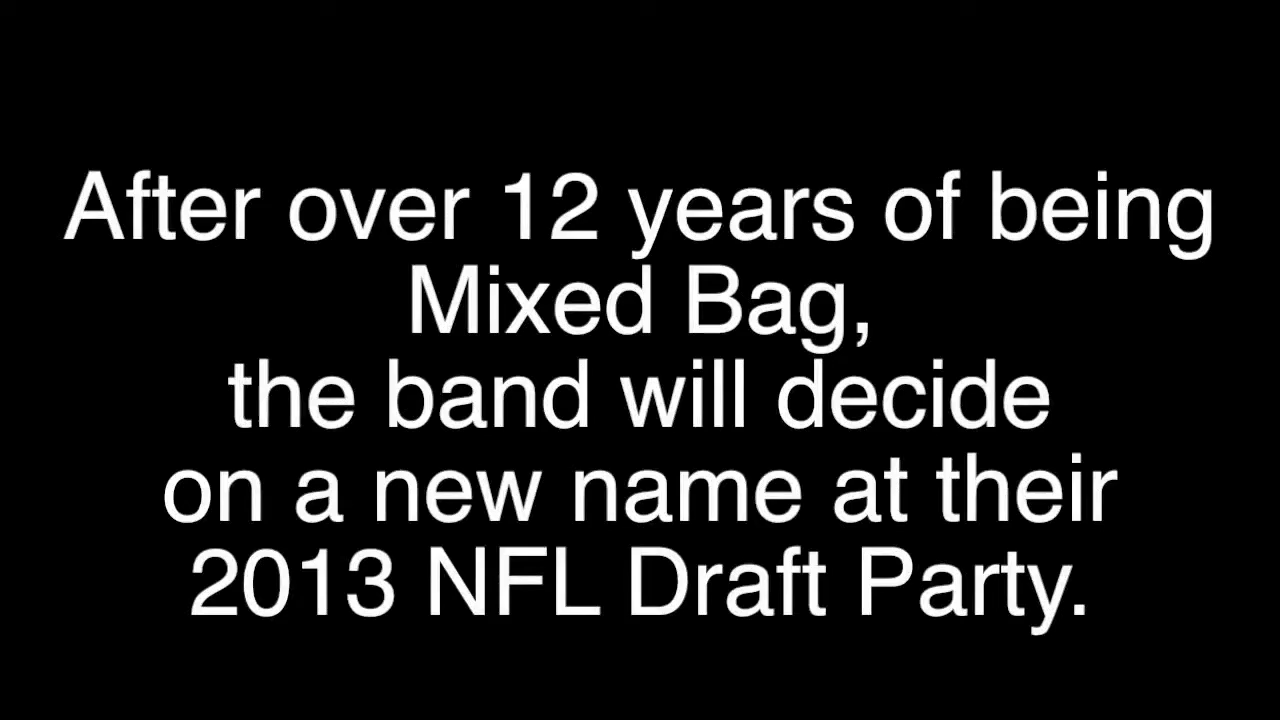 After over 12 years of being
Mixed Bag,
the band will decide
on a new name at their
2013 NFL Draft Party.